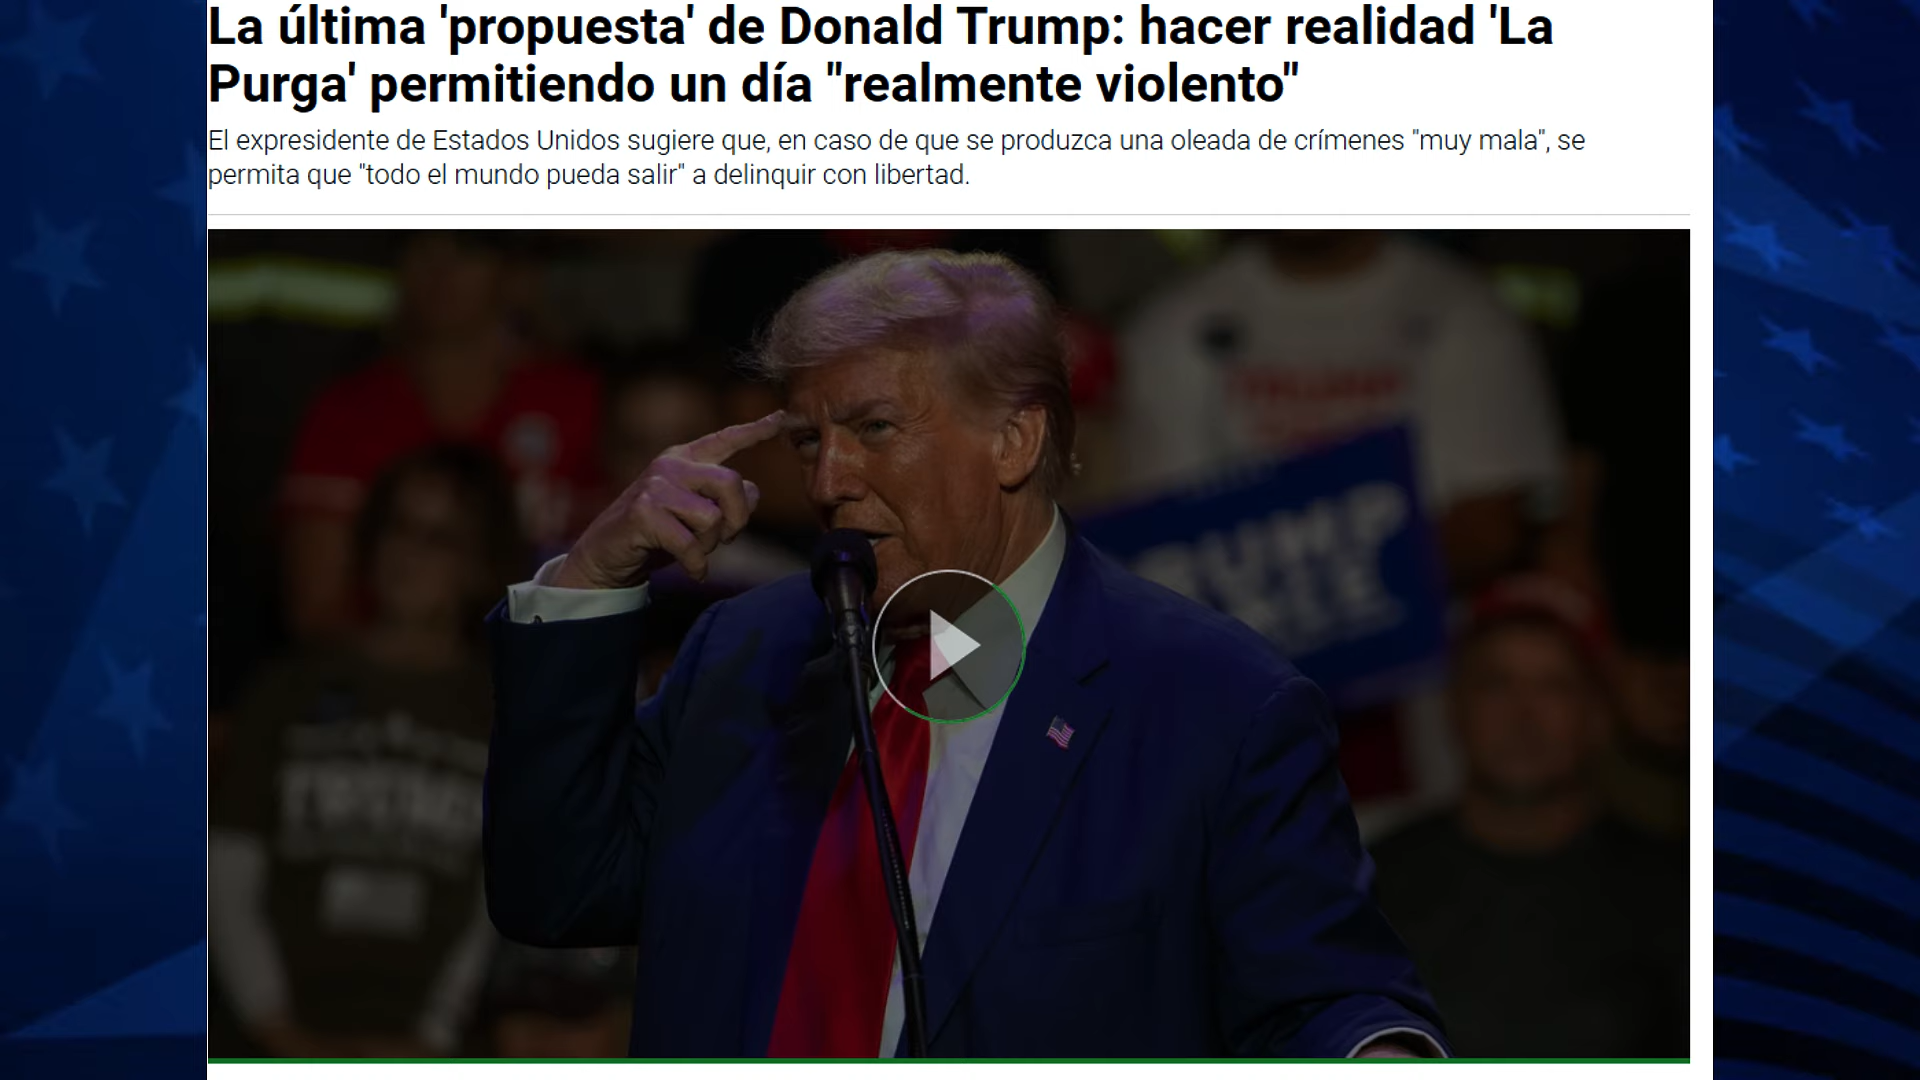 La última 'propuesta' de Donald Trump: hacer realidad 'La
Purga' permitiendo un día "realmente violento"
El expresidente de Estados Unidos sugiere que, en caso de que se produzca una oleada de crímenes "muy mala", se
permita que "todo el mundo pueda salir" a delinquir con libertad.
TRUMP
TRUMP